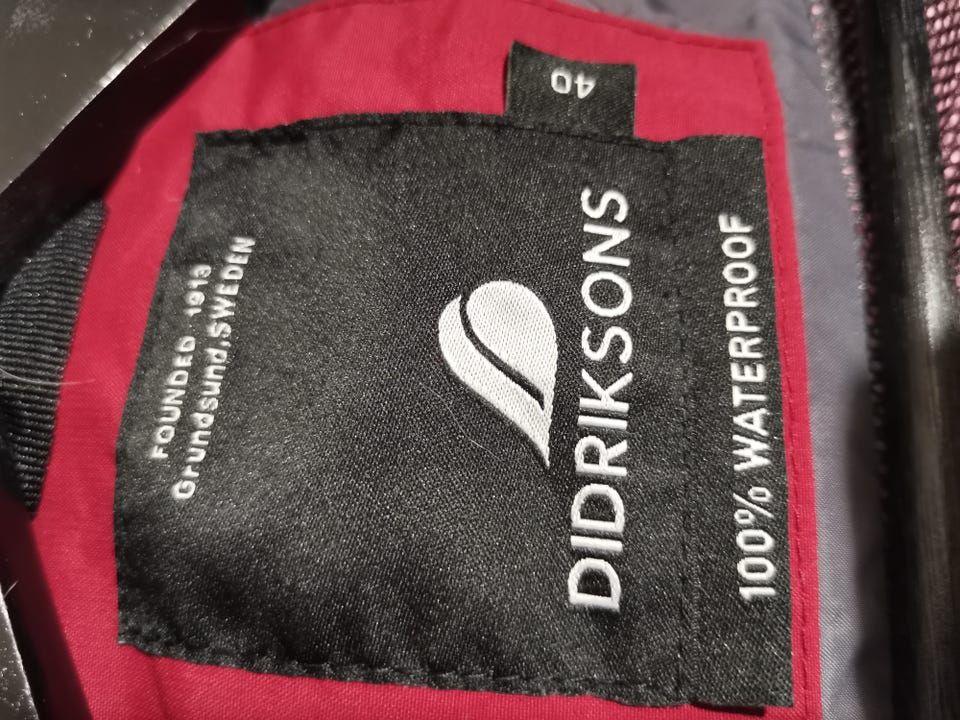 FOUNDED 1913
Grundsund.SWEDEN
DIDRIKSONS
100% WATERPROOF
40